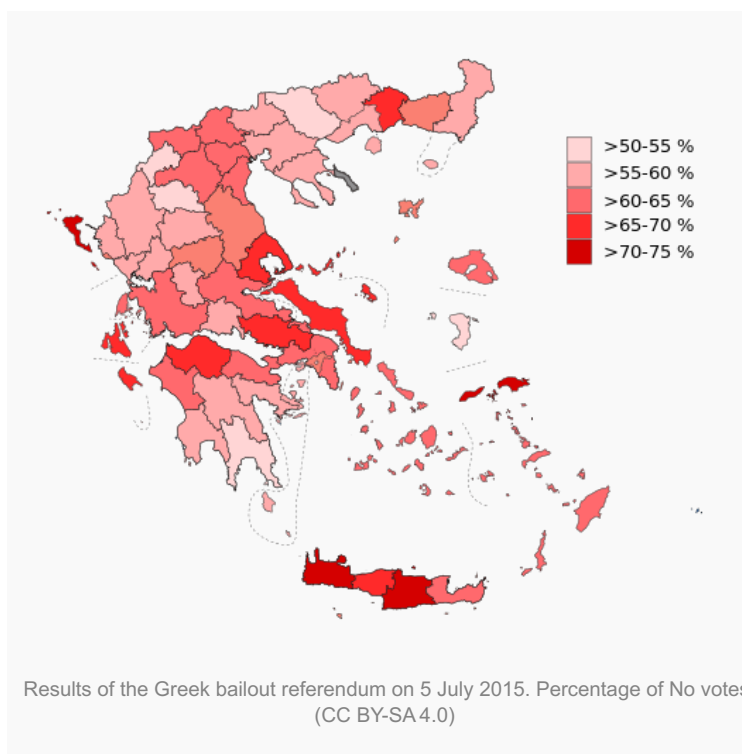 >50-55 %
>55-60 %
>60-65 %
>65-70 %
>70-75 %
Results of the Greek bailout referendum on 5 July 2015. Percentage of No votes
(CC BY-SA 4.0)